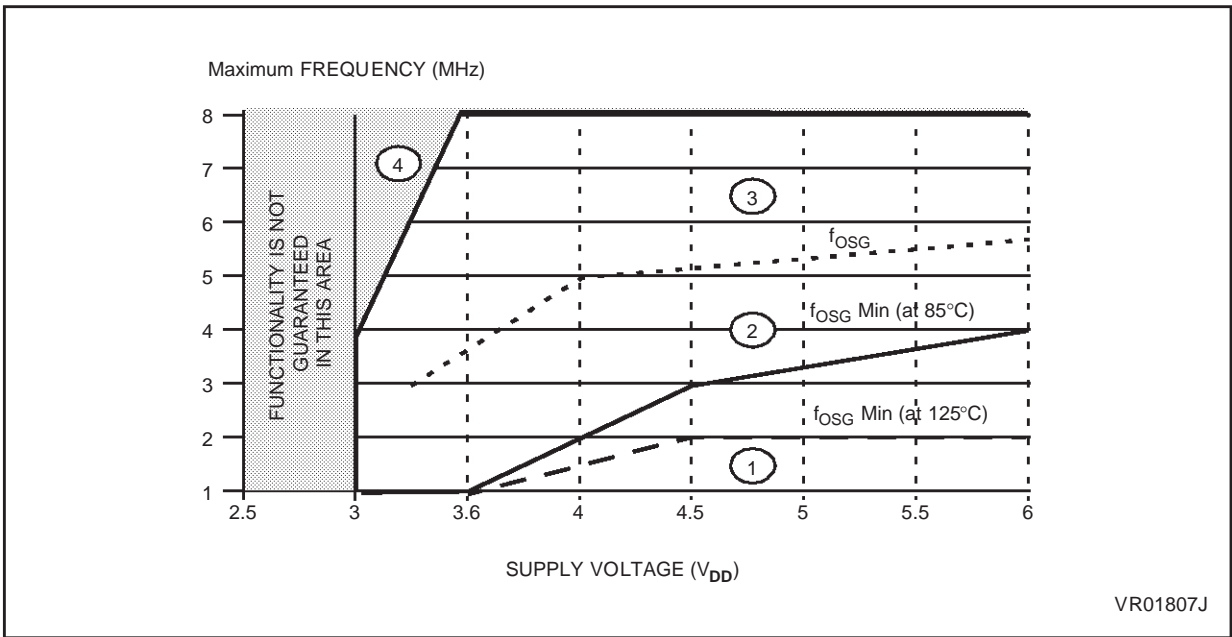 Maximum FREQUENCY (MHz)
8
7
6
5
4
3
2
1
FUNCTIONALITY IS NOT
GUARANTEED
IN THIS AREA
4
3
fOSG
2
fOSG Min (at 85°C)
fOSG Min (at 125°C)
1
2.5 3 3.6 4 4.5 5 5.5 6
SUPPLY VOLTAGE (VDD)
VR01807J